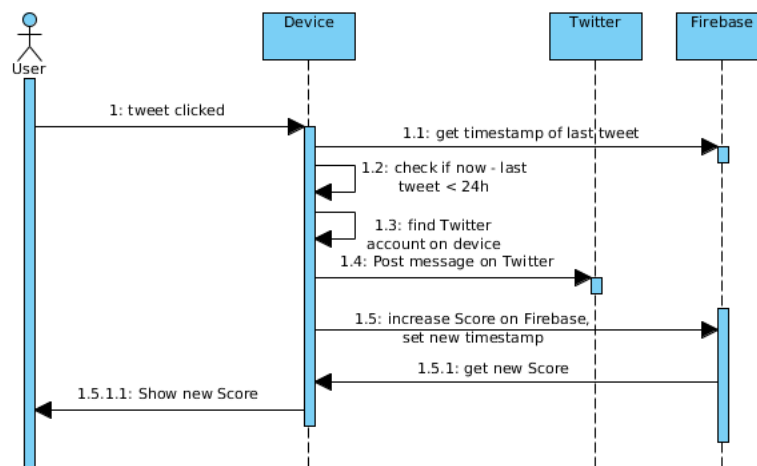 Device
Twitter
Firebase
User
1: tweet clicked
1.1: get timestamp of last tweet
1.2: check if now - last
tweet < 24h
1.3: find Twitter
account on device
1.4: Post message on Twitter
1.5: increase Score on Firebase,
set new timestamp
1.5.1: get new Score
1.5.1.1: Show new Score